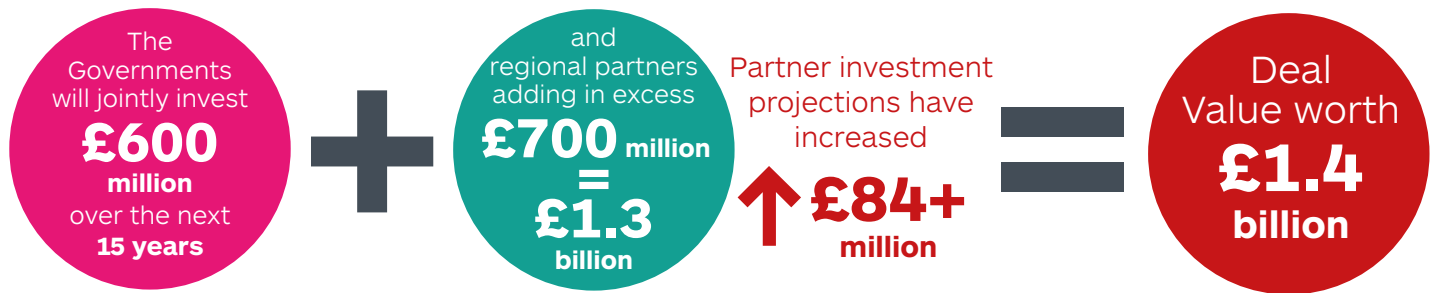 The
Governments
will jointly invest
£600
million
over the next
15 years
and
regional partners
adding in excess
£700 million
=
£1.3
billion
Partner investment
projections have
increased
£84+
million
Deal
Value worth
£1.4
billion